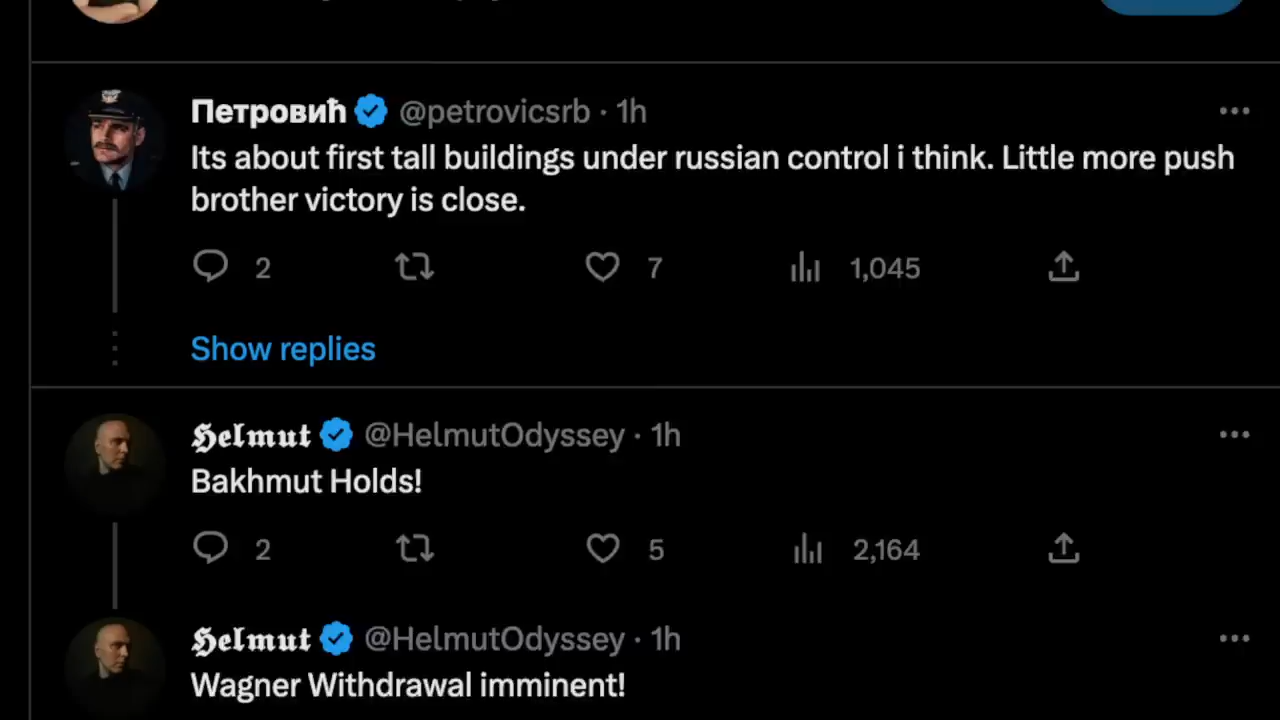 Петровић @petrovicsrb · 1h
Its about first tall buildings under russian control i think. Little more push
brother victory is close.
2 7 1,045
Show replies
Helmut @HelmutOdyssey · 1h
Bakhmut Holds!
2 5 2,164
Helmut @HelmutOdyssey · 1h
Wagner Withdrawal imminent!